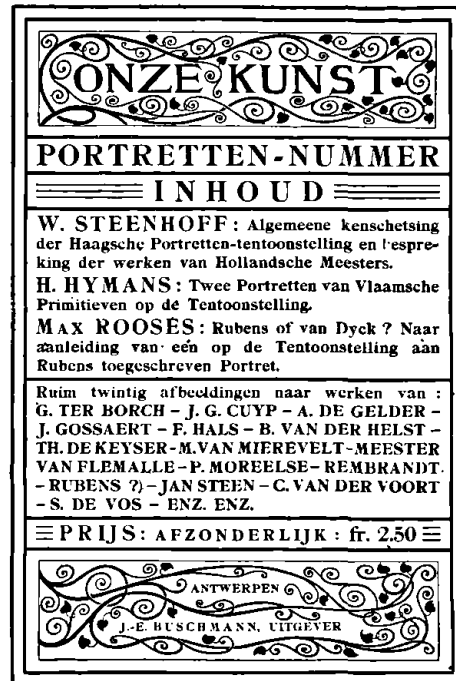 ONZE KUNST
PORTRETTEN-NUMMER
INHOUD
W. STEENHOFF: Algemeene kenschetsing
der Haagsche Portretten-tentoonstelling en bespre-
king der werken van Hollandsche Meesters.
H. HYMANS: Twee Portretten van Vlaamsche
Primitieven op de Tentoonstelling.
MAX ROOSES: Rubens of van Dyck? Naar
aanleiding van een op de Tentoonstelling aan
Rubens toegeschreven Portret.
Ruim twintig afbeeldingen naar werken van :
G. TER BORCH – J. G. CUYP – A. DE GELDER –
J. GOSSAERT – F. HALS – B. VAN DER HELST –
TH. DE KEYSER-M. VAN MIEREVELT-MEESTER
VAN FLEMALLE – P. MOREELSE – REMBRANDT
– RUBENS ?) – JAN STEEN – C. VAN DER VOORT
– S. DE VOS – ENZ. ENZ.
PRIJS: AFZONDERLIJK : fr. 2.50
ANTWERPEN
J.-E. BUSCHMANN, UITGEVER